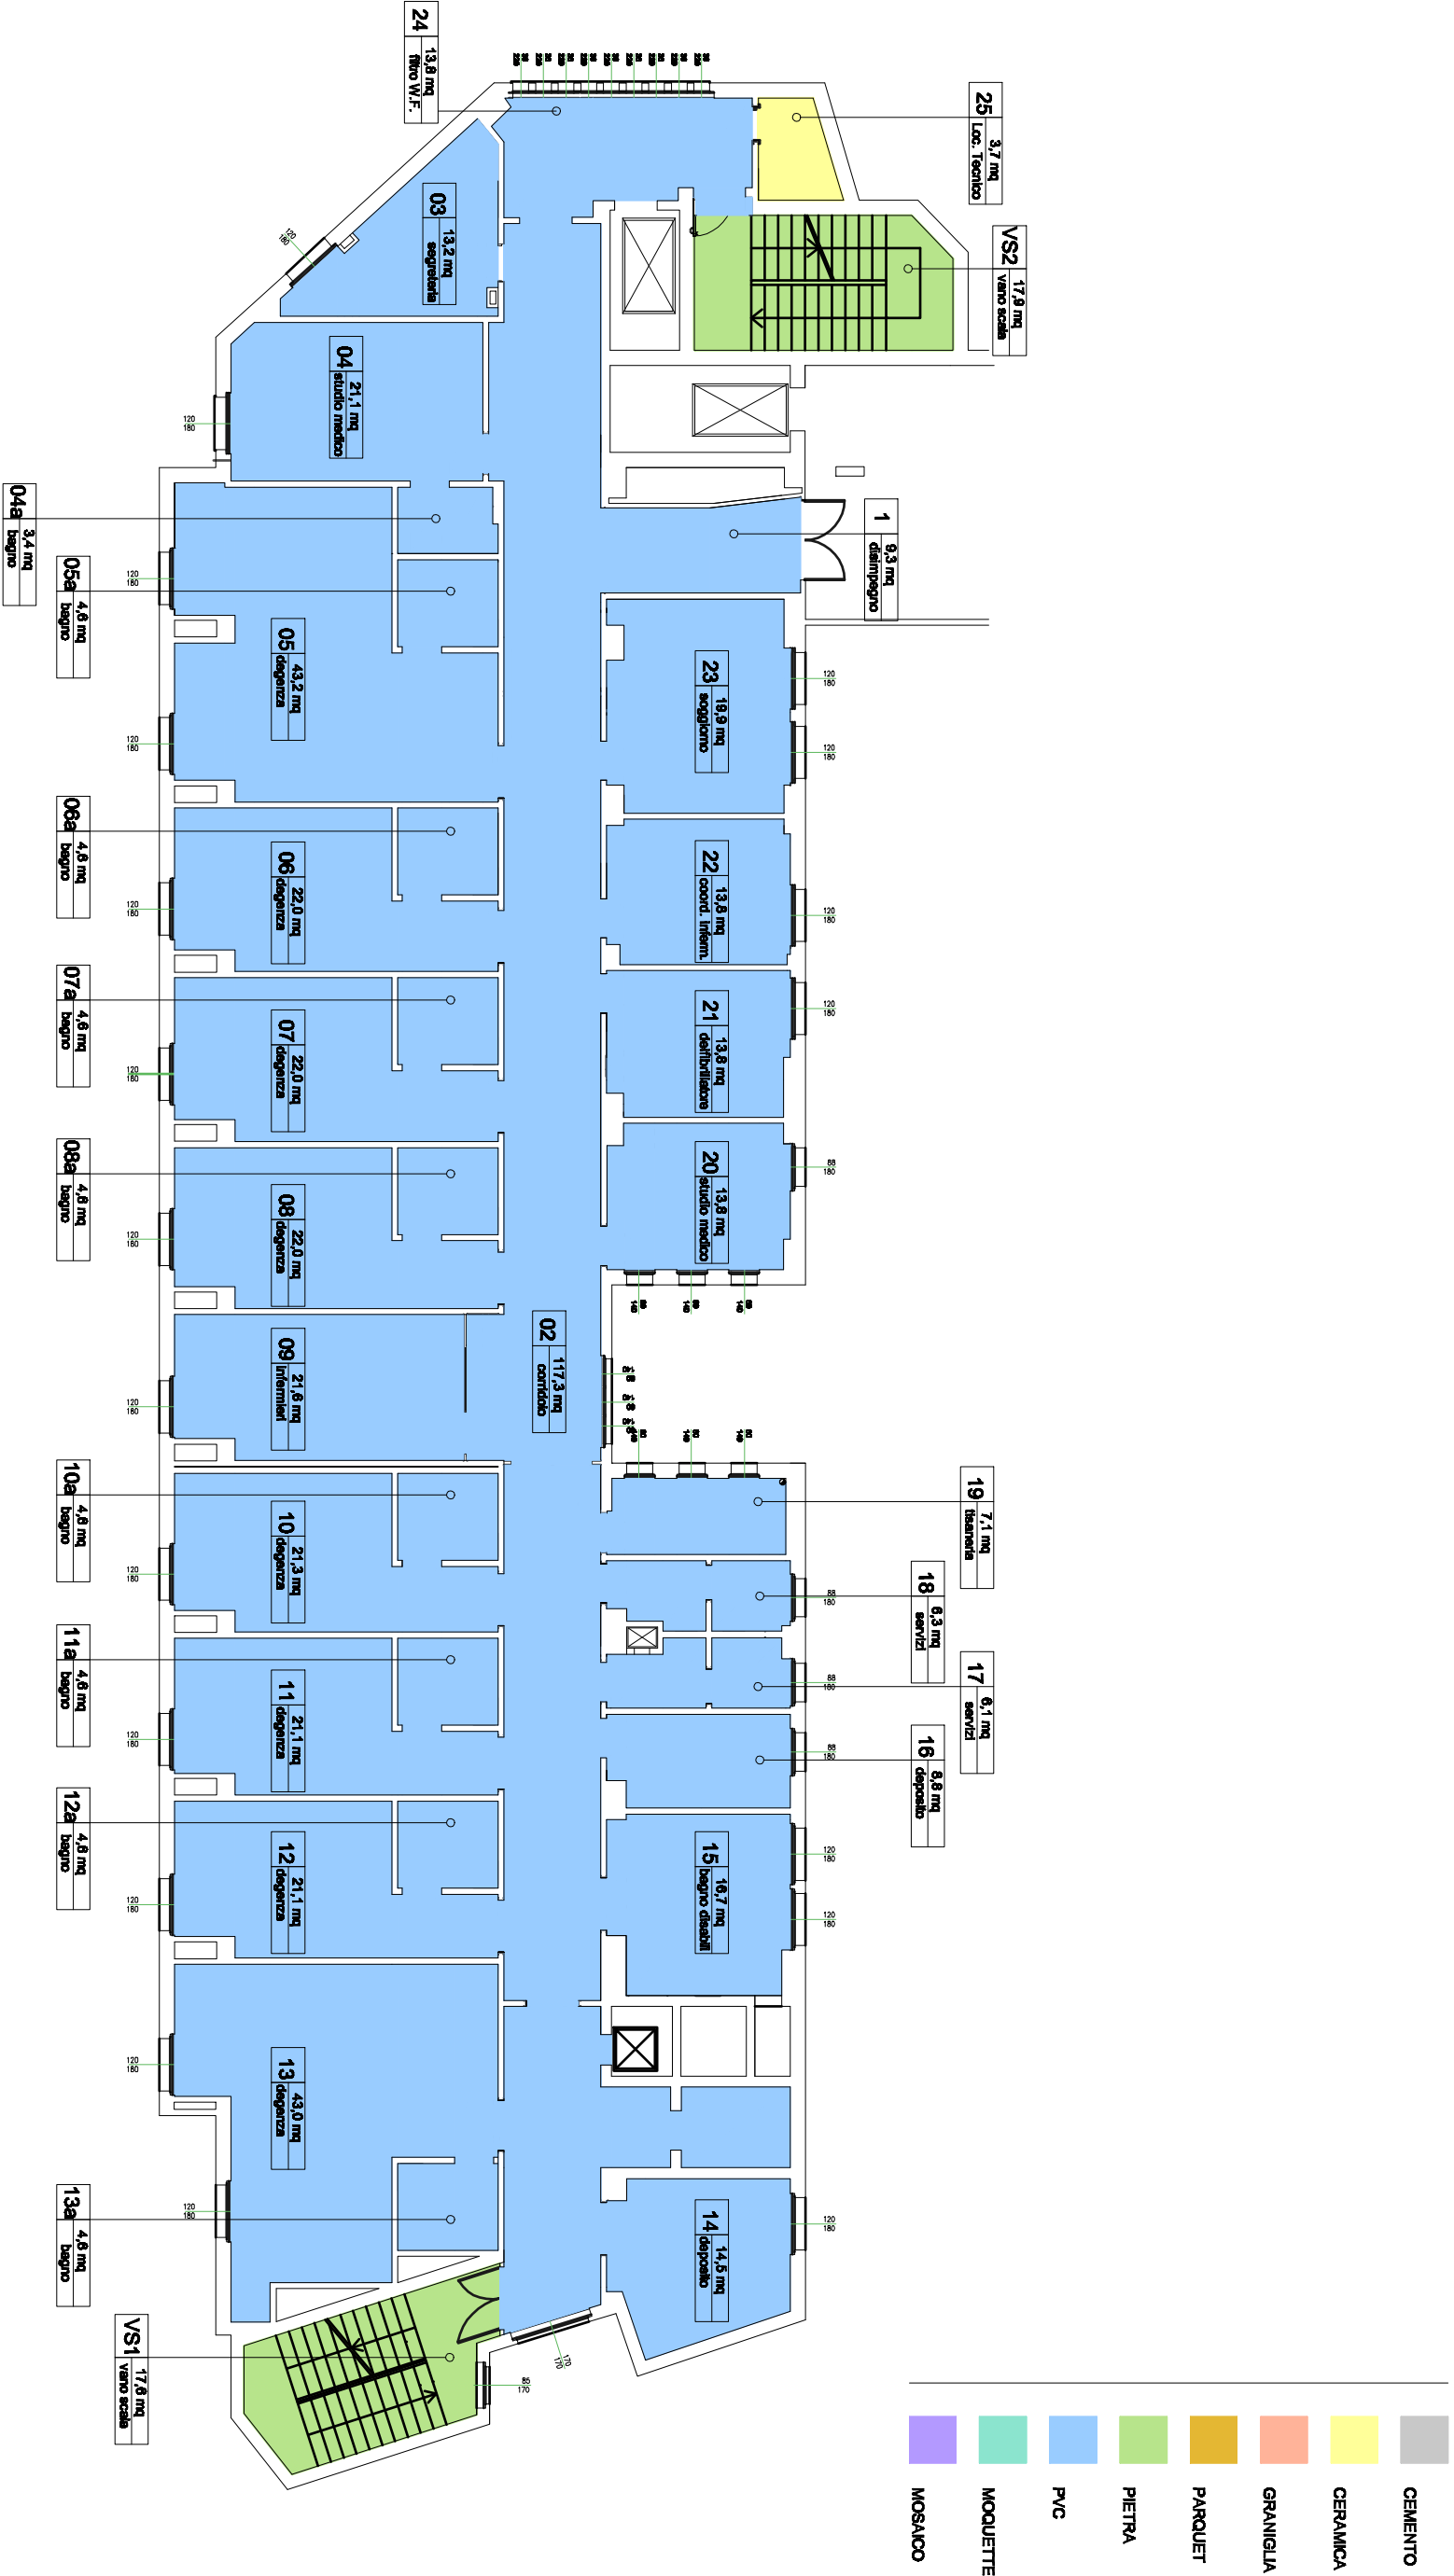 24
13,8 mq
filtro W.F.
25
3,7 mq
Loc. Tecnico
VS2
17,9 mq
vano scala
03
13,2 mq
segreteria
04
21,1 mq
studio medico
04a
3,4 mq
bagno
1
9,3 mq
disimpegno
05a
4,6 mq
bagno
05
43,2 mq
degenza
23
19,9 mq
soggiorno
06a
4,6 mq
bagno
06
22,0 mq
degenza
22
13,8 mq
coord. inferm.
07a
4,6 mq
bagno
07
22,0 mq
degenza
21
13,8 mq
defribrillatore
08a
4,6 mq
bagno
08
22,0 mq
degenza
20
13,8 mq
studio medico
09
21,6 mq
infermieri
02
117,3 mq
corridoio
10a
4,6 mq
bagno
10
21,3 mq
degenza
19
7,1 mq
tisaneria
18
6,3 mq
servizi
11a
4,6 mq
bagno
11
21,1 mq
degenza
17
6,1 mq
servizi
16
8,8 mq
deposito
12a
4,6 mq
bagno
12
21,1 mq
degenza
15
16,7 mq
bagno disabili
13
43,0 mq
degenza
13a
4,6 mq
bagno
14
14,5 mq
deposito
VS1
17,6 mq
vano scala
120
180
170
170
80
170
CEMENTO
CERAMICA
GRANIGLIA
PARQUET
PIETRA
PVC
MOQUETTE
MOSAICO